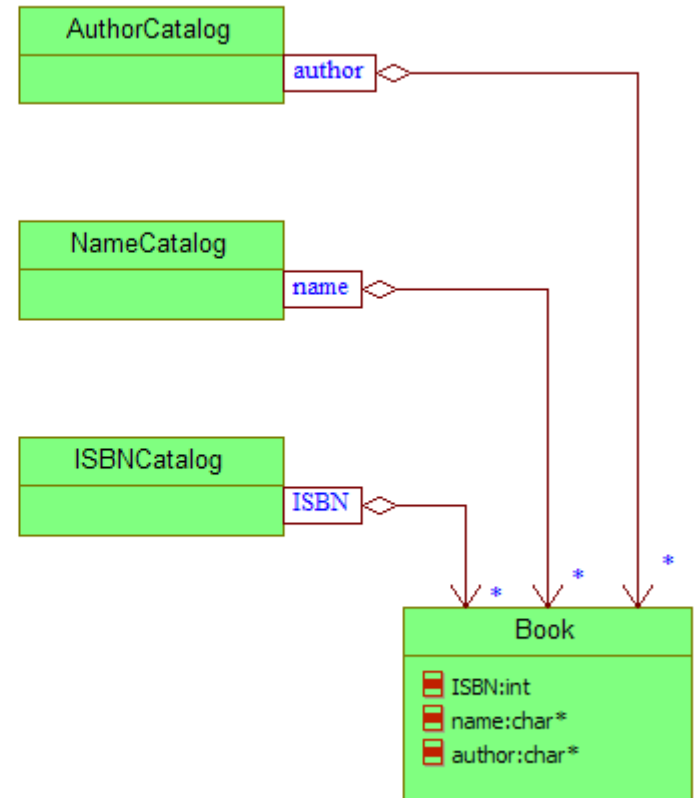 AuthorCatalog
author
NameCatalog
name
ISBNCatalog
ISBN
*
*
*
Book
ISBN:int
name:char*
author:char*